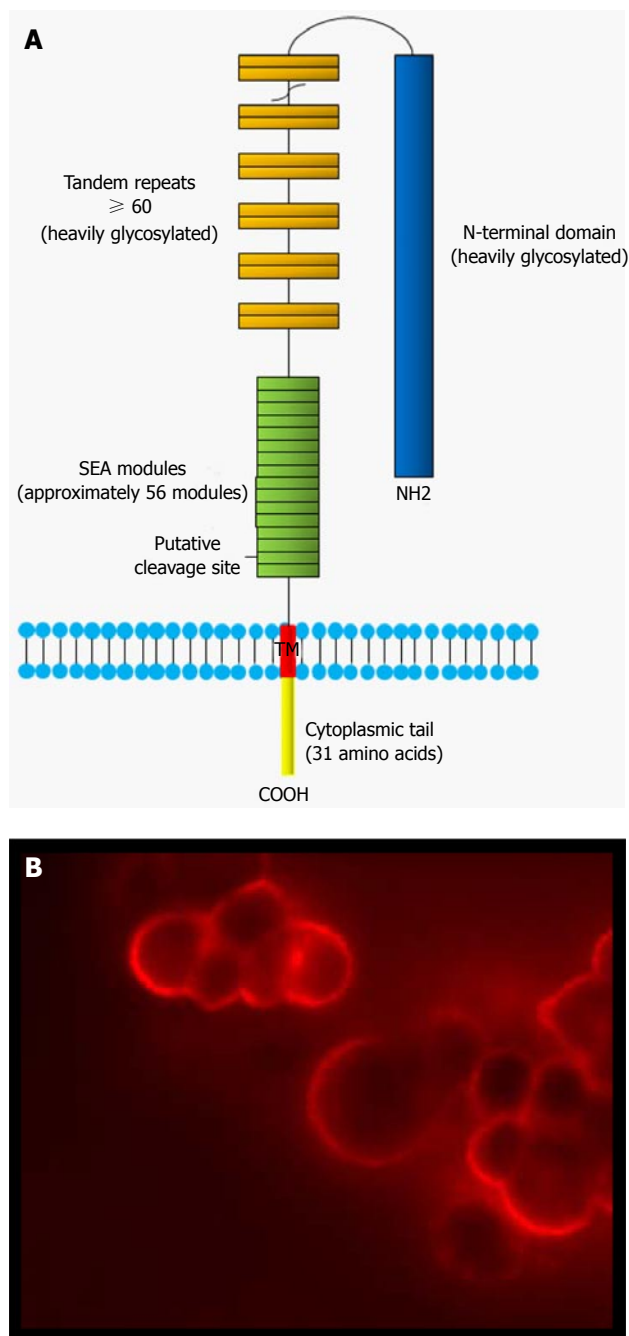 A
Tandem repeats
⩾ 60
(heavily glycosylated)
N-terminal domain
(heavily glycosylated)
SEA modules
(approximately 56 modules)
NH2
Putative
cleavage site
TM
Cytoplasmic tail
(31 amino acids)
COOH
B